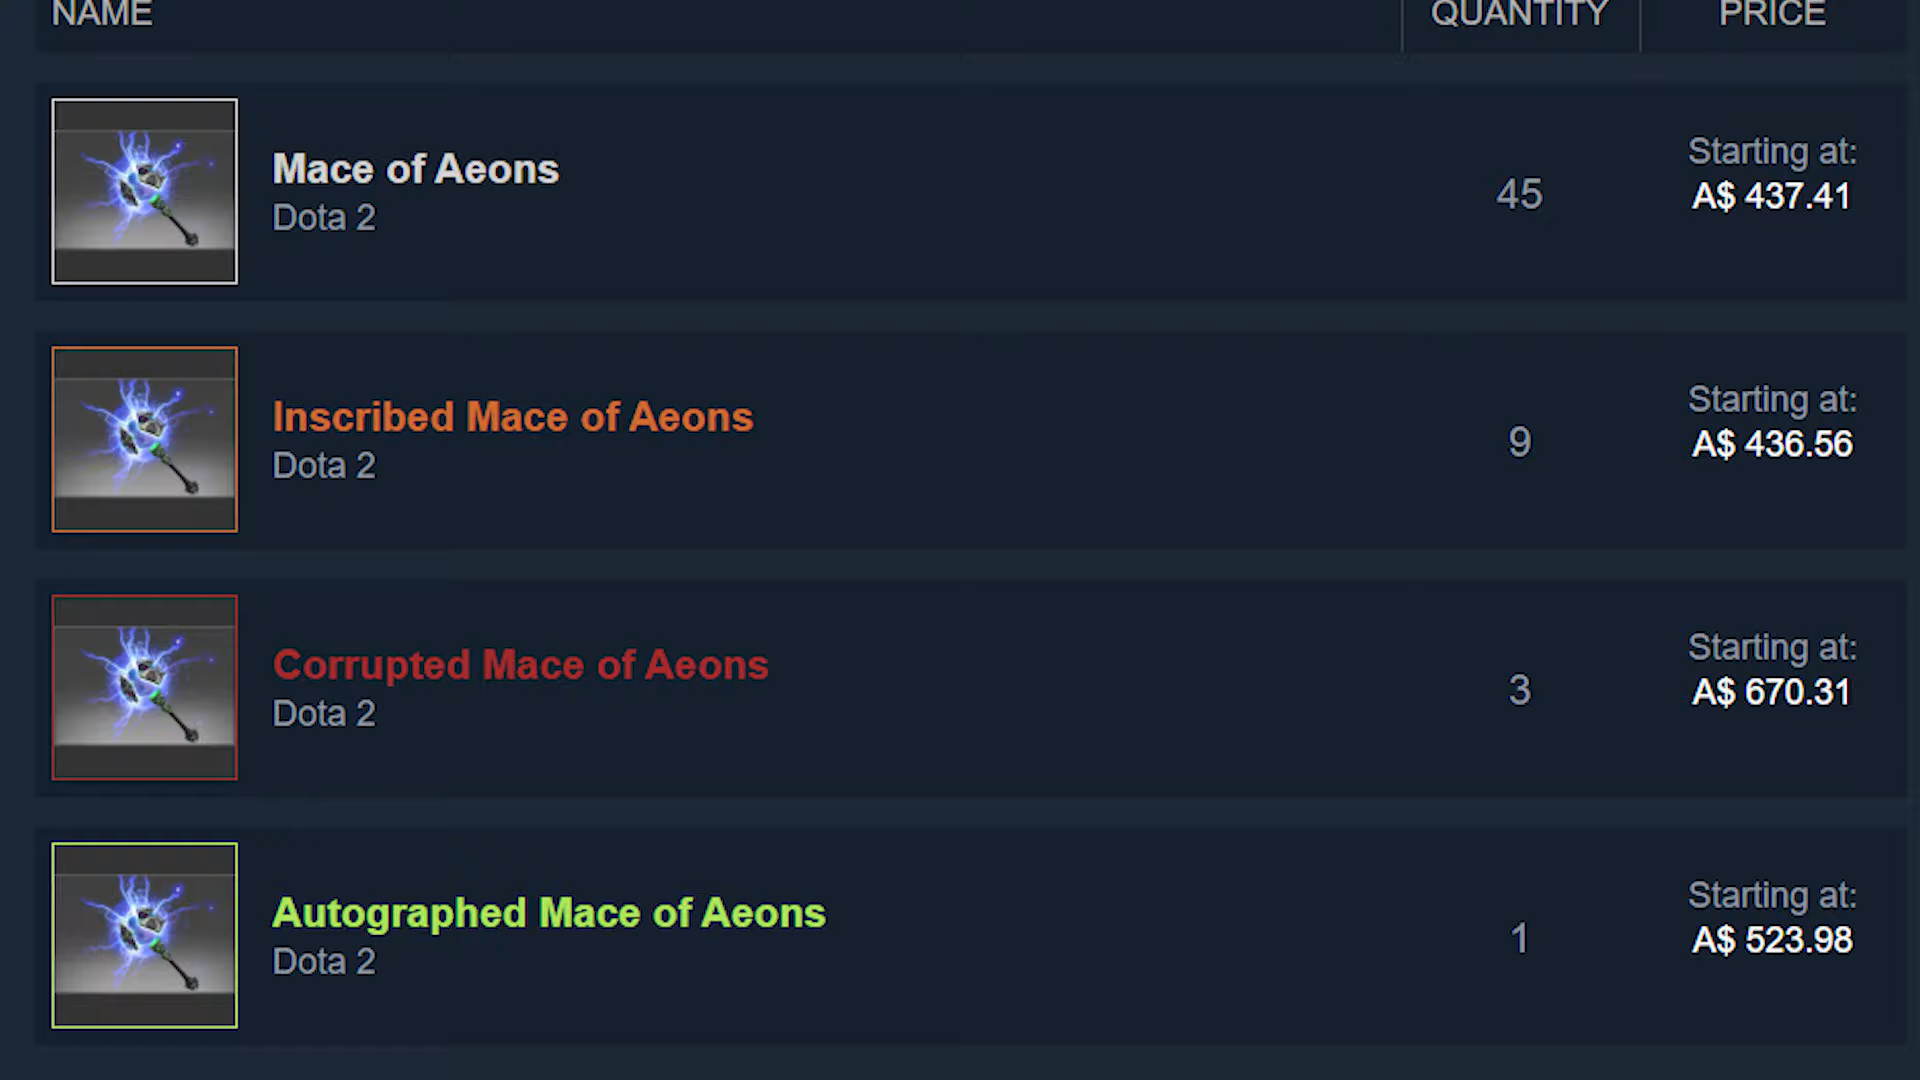 NAME QUANTITY PRICE
Mace of Aeons
Dota 2
45
Starting at:
A$ 437.41
Inscribed Mace of Aeons
Dota 2
9
Starting at:
A$ 436.56
Corrupted Mace of Aeons
Dota 2
3
Starting at:
A$ 670.31
Autographed Mace of Aeons
Dota 2
1
Starting at:
A$ 523.98